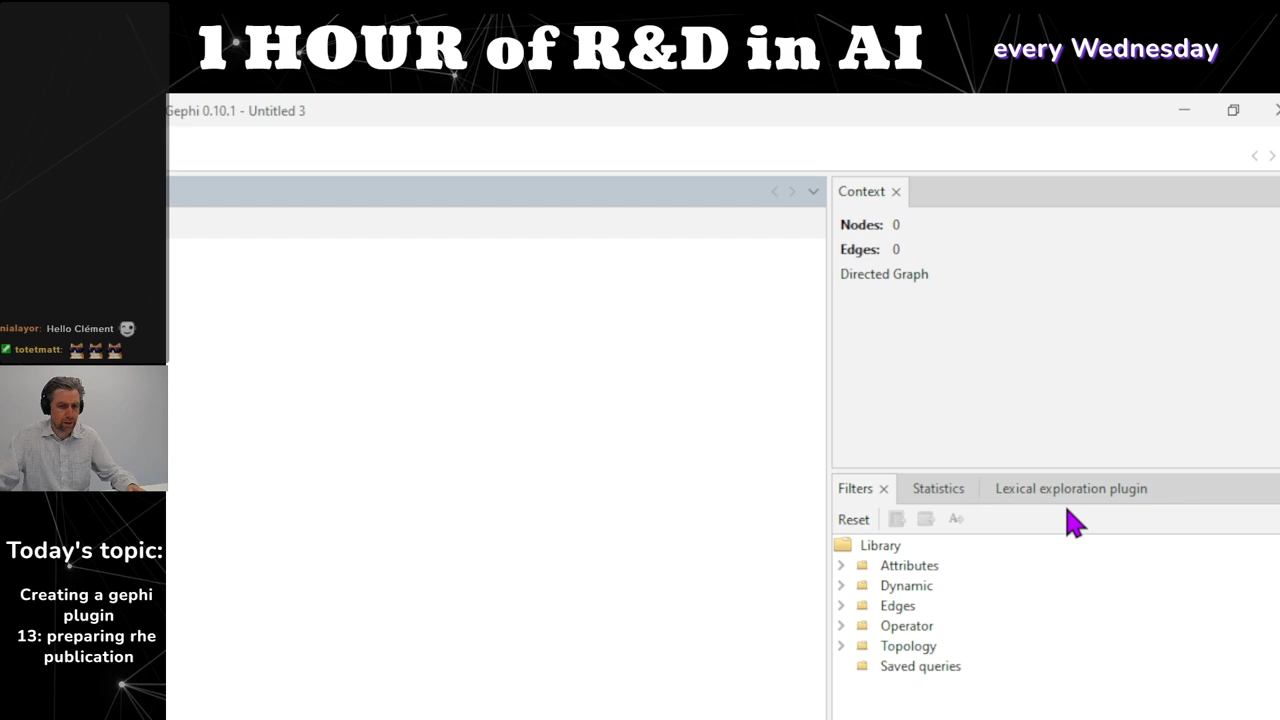 1 HOUR of R&D in AI
every Wednesday
Gephi 0.10.1 - Untitled 3
Context
Nodes: 0
Edges: 0
Directed Graph
nialayor: Hello Clément
totetmatt:
Filters
Statistics
Lexical exploration plugin
Reset
Library
Attributes
Dynamic
Edges
Operator
Topology
Saved queries
Today's topic:
Creating a gephi
plugin
13: preparing rhe
publication